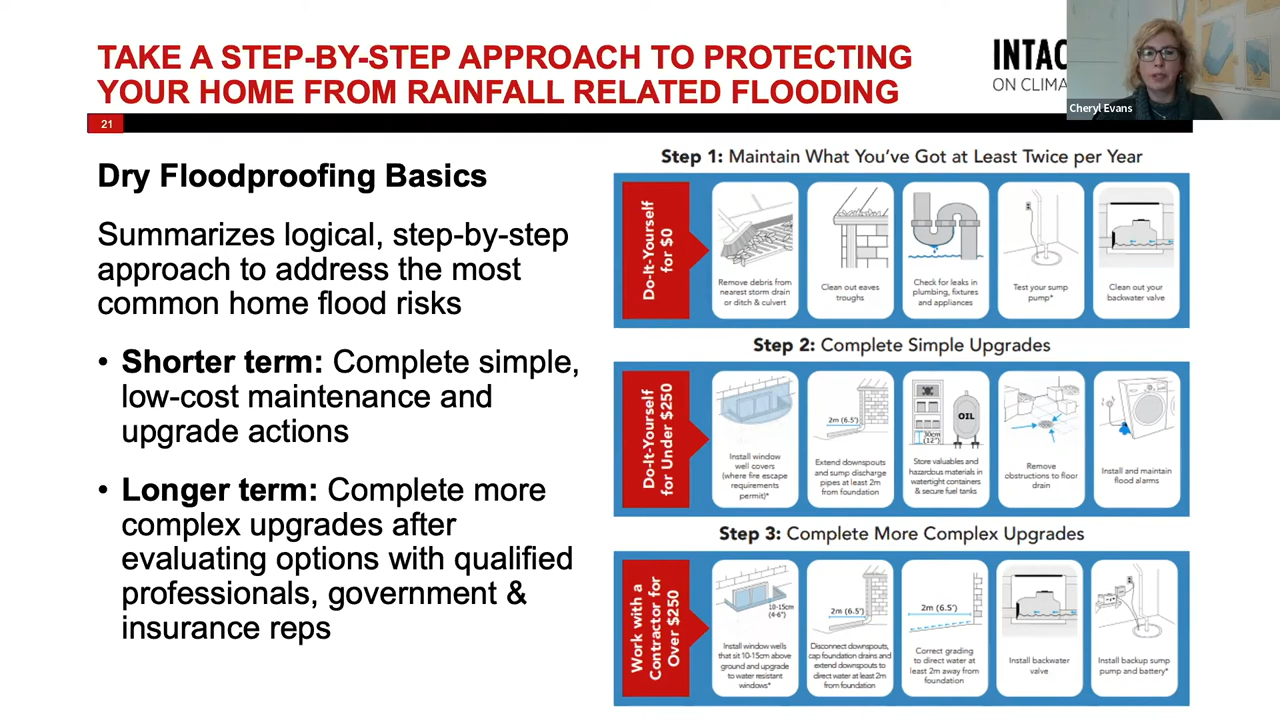 TAKE A STEP-BY-STEP APPROACH TO PROTECTING
YOUR HOME FROM RAINFALL RELATED FLOODING
INTAC
ON CLIMA
Cheryl Evans
21
Dry Floodproofing Basics
Summarizes logical, step-by-step
approach to address the most
common home flood risks
• Shorter term: Complete simple,
low-cost maintenance and
upgrade actions
• Longer term: Complete more
complex upgrades after
evaluating options with qualified
professionals, government &
insurance reps
Step 1: Maintain What You've Got at Least Twice per Year
Do-It-Yourself
for $0
Remove debris from
nearest storm drain
or ditch & culvert
Clean out eaves
troughs
Check for leaks in
plumbing, fixtures
and appliances
Test your sump
pump*
Clean out your
backwater valve
Step 2: Complete Simple Upgrades
Do-It-Yourself
for Under $250
Install window
well covers
(where fire escape
requirements
permit)*
2m (6.5')
Extend downspouts
and sump discharge
pipes at least 2m
from foundation
OIL
30cm
(12")
Store valuables and
hazardous materials in
watertight containers
& secure fuel tanks
Remove
obstructions to floor
drain
Install and maintain
flood alarms
Step 3: Complete More Complex Upgrades
Work with a
Contractor for
Over $250
10-15cm
(4-6")
Install window wells
that sit 10-15cm above
ground and upgrade
to water resistant
windows*
2m (6.5')
Disconnect downspouts,
cap foundation drains and
extend downspouts to
direct water at least 2m
from foundation
2m (6.5')
Correct grading
to direct water at
least 2m away from
foundation
Install backwater
valve
Install backup sump
pump and battery*